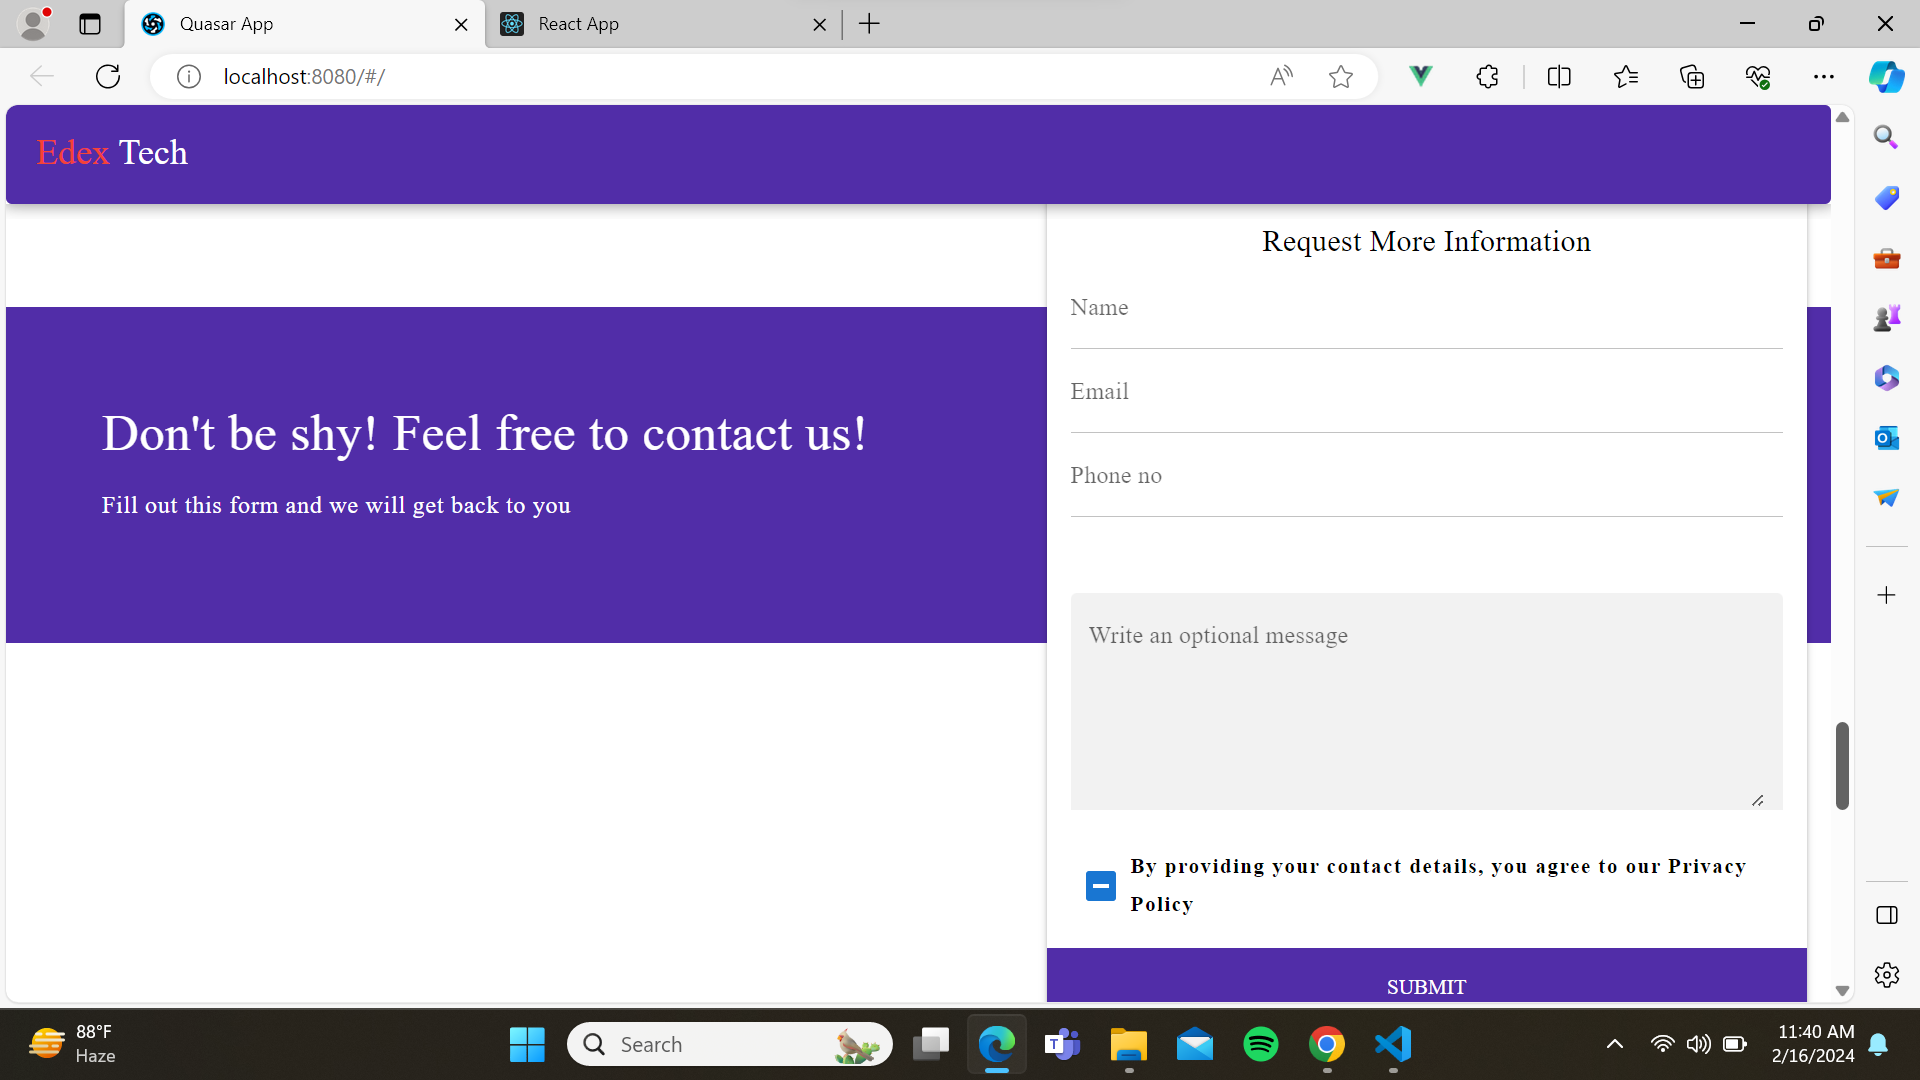 Quasar App
React App
localhost:8080/#/
Edex Tech
Request More Information
Name
Email
Phone no
Don't be shy! Feel free to contact us!
Fill out this form and we will get back to you
Write an optional message
By providing your contact details, you agree to our Privacy
Policy
SUBMIT
88°F
Haze
Search
11:40 AM
2/16/2024